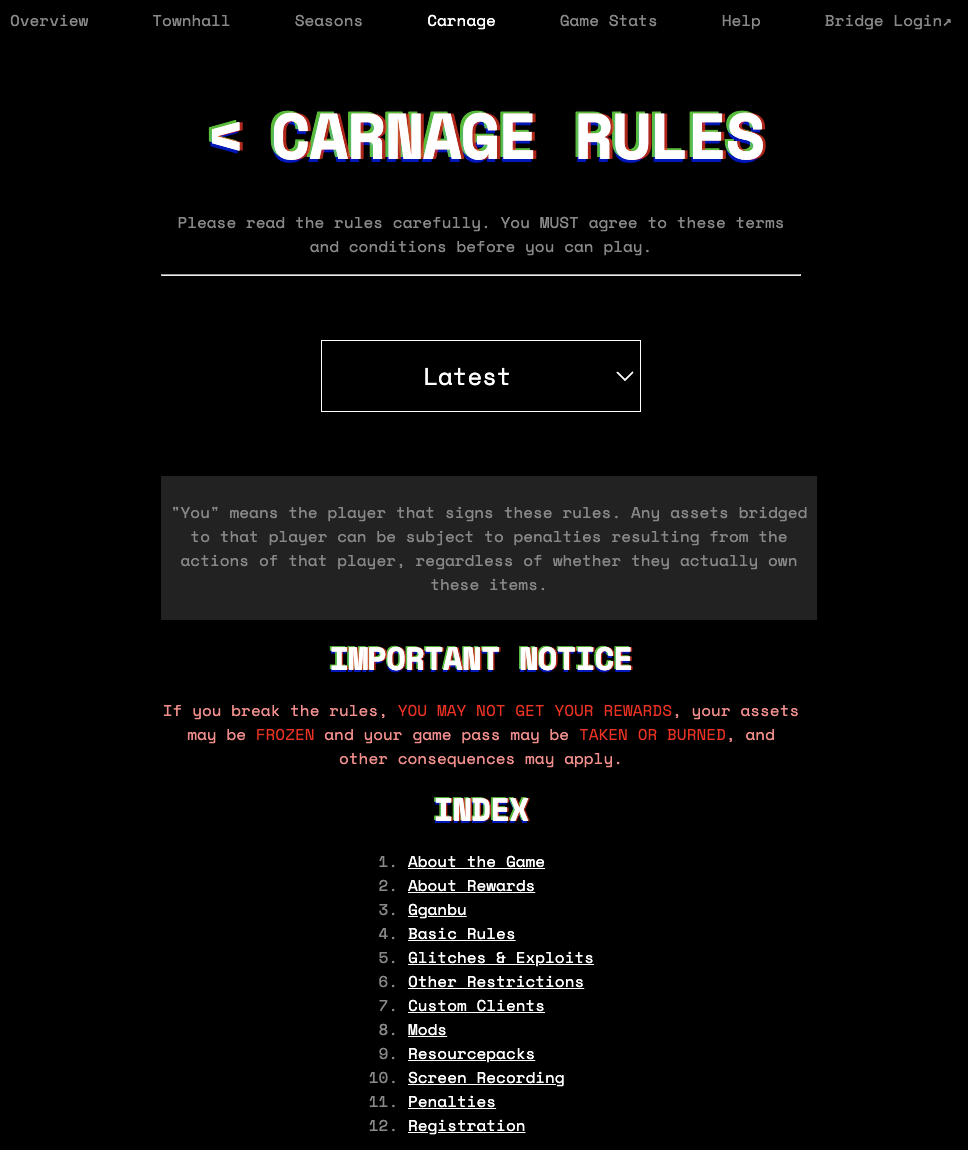 Overview Townhall Seasons Carnage Game Stats Help Bridge Login↗
< CARNAGE RULES
Please read the rules carefully. You MUST agree to these terms
and conditions before you can play.
Latest
"You" means the player that signs these rules. Any assets bridged
to that player can be subject to penalties resulting from the
actions of that player, regardless of whether they actually own
these items.
IMPORTANT NOTICE
If you break the rules, YOU MAY NOT GET YOUR REWARDS, your assets
may be FROZEN and your game pass may be TAKEN OR BURNED, and
other consequences may apply.
INDEX
1. About the Game
2. About Rewards
3. Gganbu
4. Basic Rules
5. Glitches & Exploits
6. Other Restrictions
7. Custom Clients
8. Mods
9. Resourcepacks
10. Screen Recording
11. Penalties
12. Registration